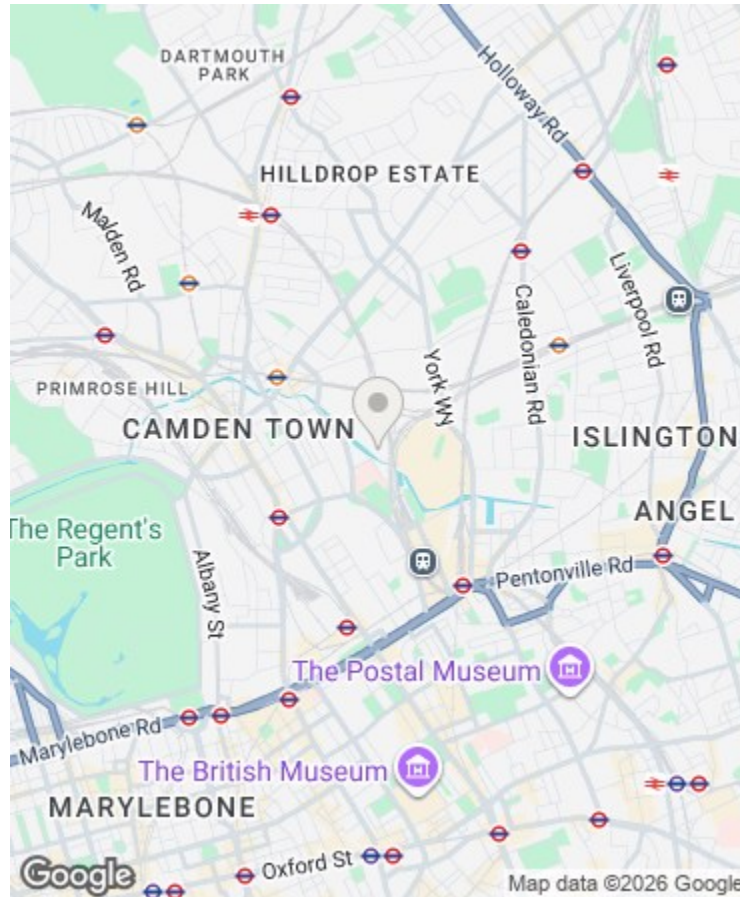 DARTMOUTH
PARK
Holloway Rd
HILLDROP ESTATE
Malden Rd
Liverpool Rd
Caledonian Rd
York Wy
PRIMROSE HILL
CAMDEN TOWN
ISLINGTON
ANGEL
The Regent's
Park
Albany St
Pentonville Rd
The Postal Museum
Marylebone Rd
The British Museum
MARYLEBONE
Oxford St
Google
Map data ©2026 Google